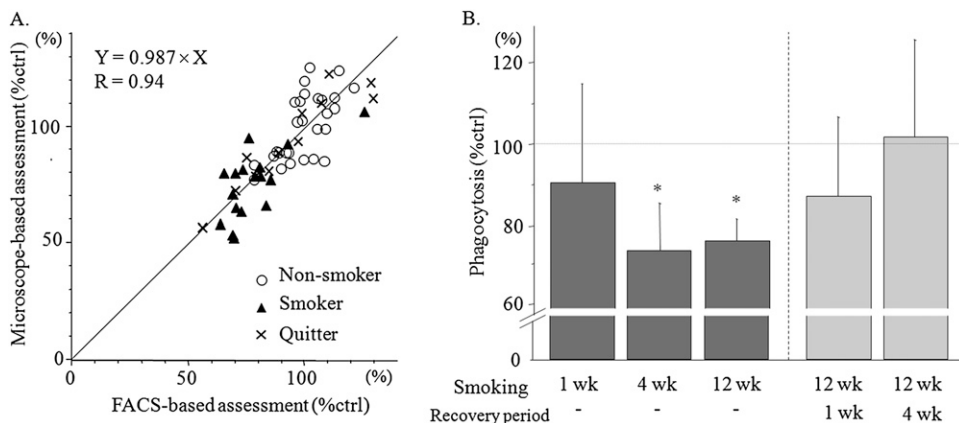 A.
(%)
Y = 0.987 × X
R = 0.94
Microscope-based assessment (%ctrl)
100
50
0
Non-smoker
Smoker
Quitter
0 50 100 (%)
FACS-based assessment (%ctrl)
B.
(%)
Phagocytosis (%ctrl)
120
100
80
60
0
* *
Smoking 1 wk 4 wk 12 wk 12 wk 12 wk
Recovery period - - - 1 wk 4 wk